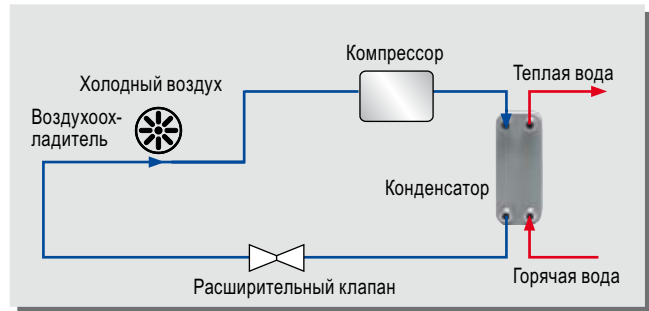 Компрессор
Теплая вода
Холодный воздух
Воздухоох-
ладитель
Конденсатор
Расширительный клапан
Горячая вода